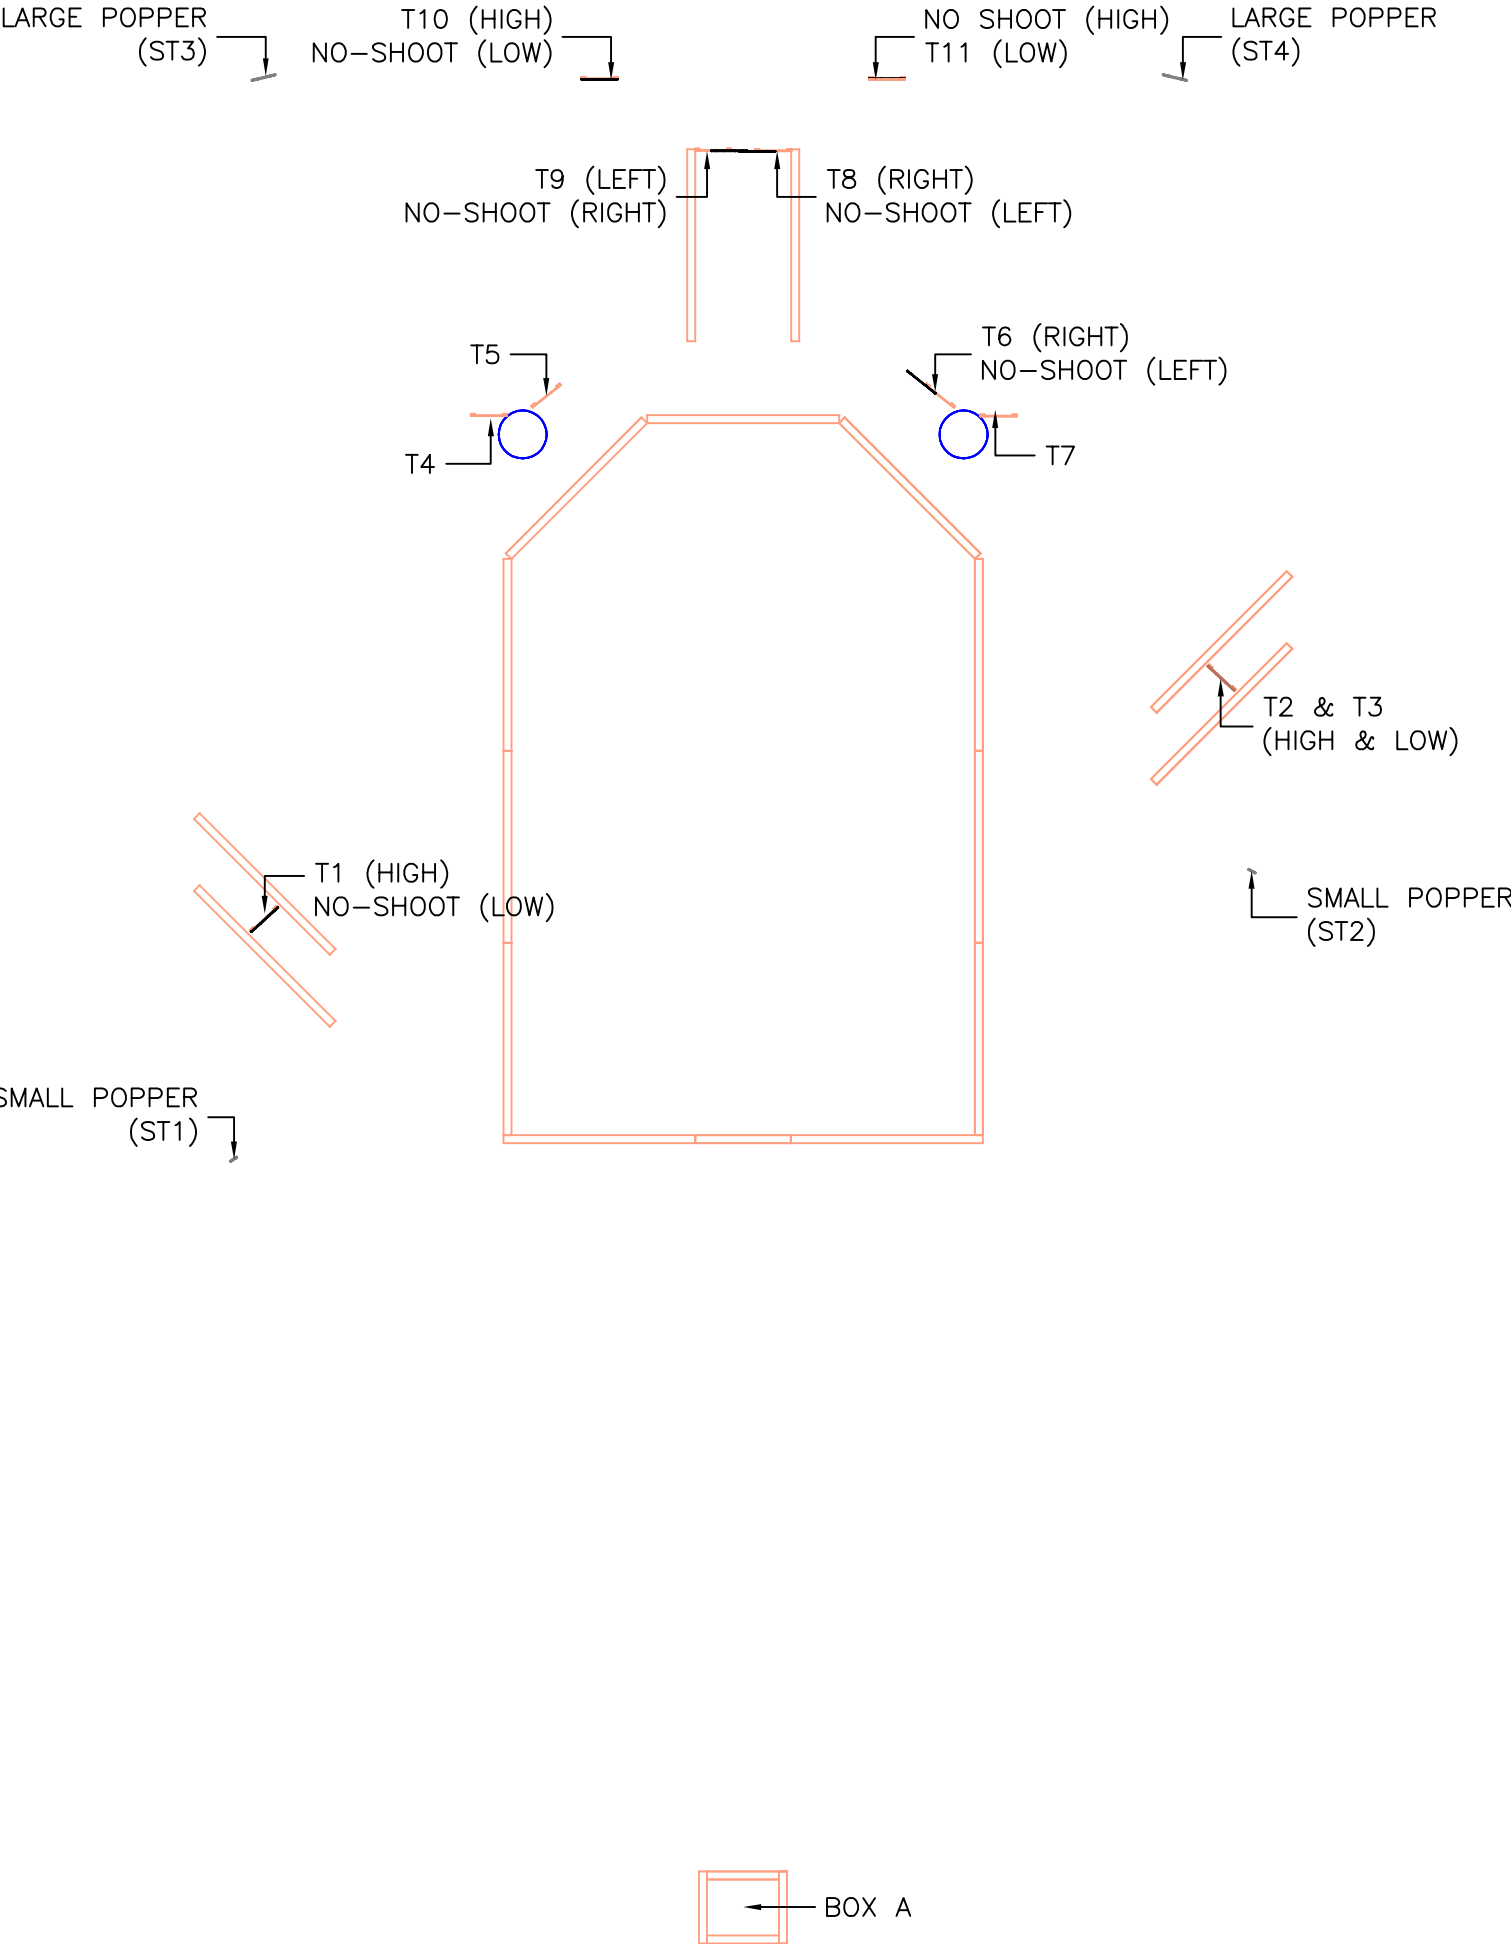 LARGE POPPER
(ST3)
T10 (HIGH)
NO-SHOOT (LOW)
NO SHOOT (HIGH)
T11 (LOW)
LARGE POPPER
(ST4)
T9 (LEFT)
NO-SHOOT (RIGHT)
T8 (RIGHT)
NO-SHOOT (LEFT)
T5
T6 (RIGHT)
NO-SHOOT (LEFT)
T4
T7
T2 & T3
(HIGH & LOW)
T1 (HIGH)
NO-SHOOT (LOW)
SMALL POPPER
(ST2)
SMALL POPPER
(ST1)
BOX A